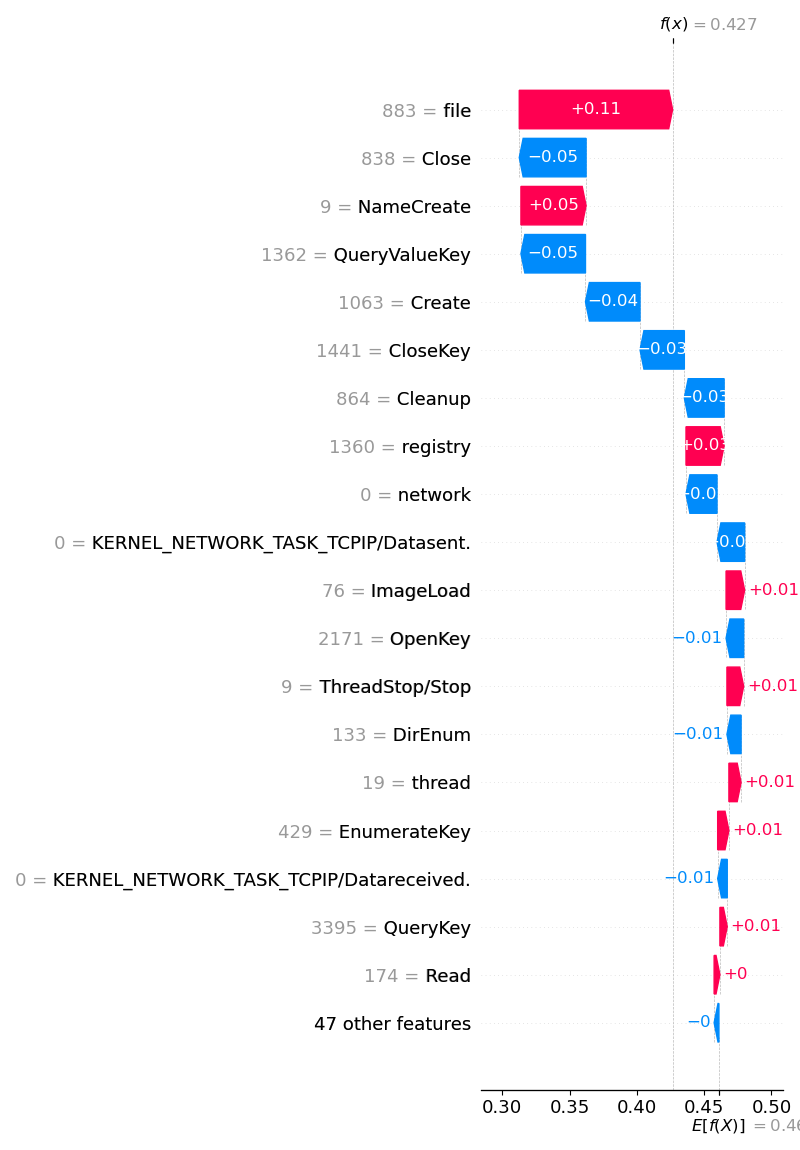 f(x) = 0.427
883 = file +0.11
838 = Close −0.05
9 = NameCreate +0.05
1362 = QueryValueKey −0.05
1063 = Create −0.04
1441 = CloseKey −0.03
864 = Cleanup −0.03
1360 = registry +0.03
0 = network
0 = KERNEL_NETWORK_TASK_TCPIP/Datasent.
76 = ImageLoad +0.01
2171 = OpenKey −0.01
9 = ThreadStop/Stop +0.01
133 = DirEnum −0.01
19 = thread +0.01
429 = EnumerateKey +0.01
0 = KERNEL_NETWORK_TASK_TCPIP/Datareceived. −0.01
3395 = QueryKey +0.01
174 = Read +0
47 other features −0
0.30 0.35 0.40 0.45 0.50
E[f(X)] = 0.46